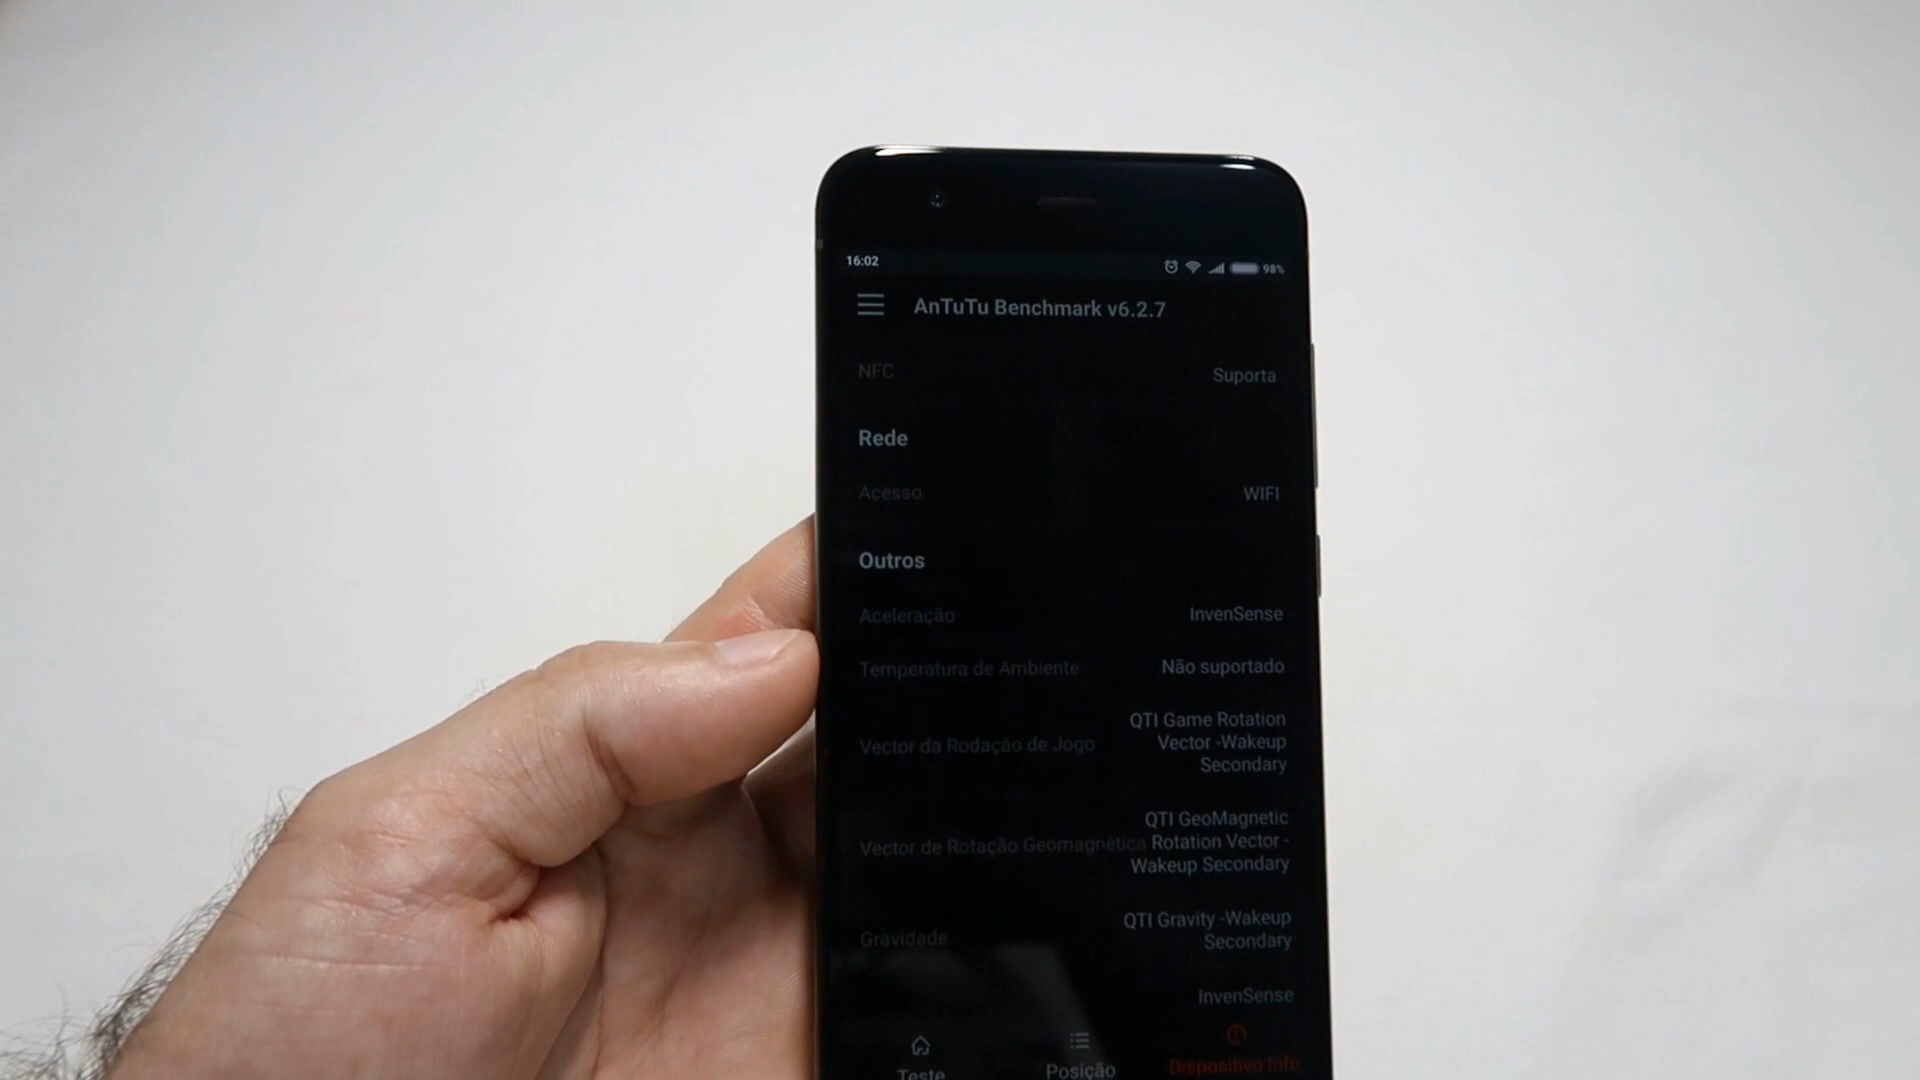 16:02
98%
AnTuTu Benchmark v6.2.7
NFC
Suporta
Rede
Acesso
WIFI
Outros
Aceleração
InvenSense
Temperatura de Ambiente
Não suportado
Vector da Rodação de Jogo
QTI Game Rotation
Vector -Wakeup
Secondary
Vector de Rotação Geomagnética
QTI GeoMagnetic
Rotation Vector -
Wakeup Secondary
Gravidade
QTI Gravity -Wakeup
Secondary
InvenSense
Teste
Posição
Dispositivo Info